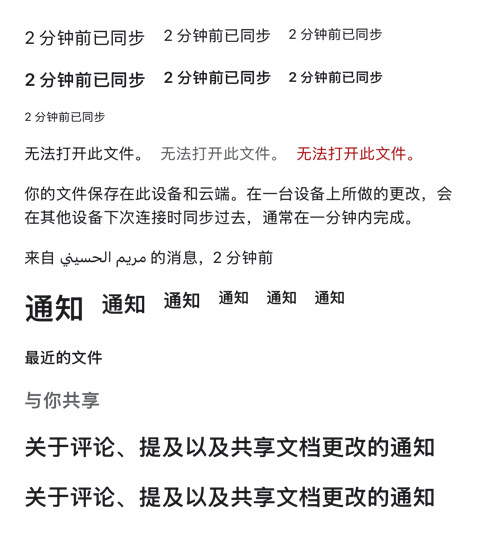 2 分钟前已同步 2 分钟前已同步 2 分钟前已同步
2 分钟前已同步 2 分钟前已同步 2 分钟前已同步
2 分钟前已同步
无法打开此文件。 无法打开此文件。 无法打开此文件。
你的文件保存在此设备和云端。在一台设备上所做的更改，会
在其他设备下次连接时同步过去，通常在一分钟内完成。
来自 مريم الحسيني 的消息，2 分钟前
通知 通知 通知 通知 通知 通知
最近的文件
与你共享
关于评论、提及以及共享文档更改的通知
关于评论、提及以及共享文档更改的通知